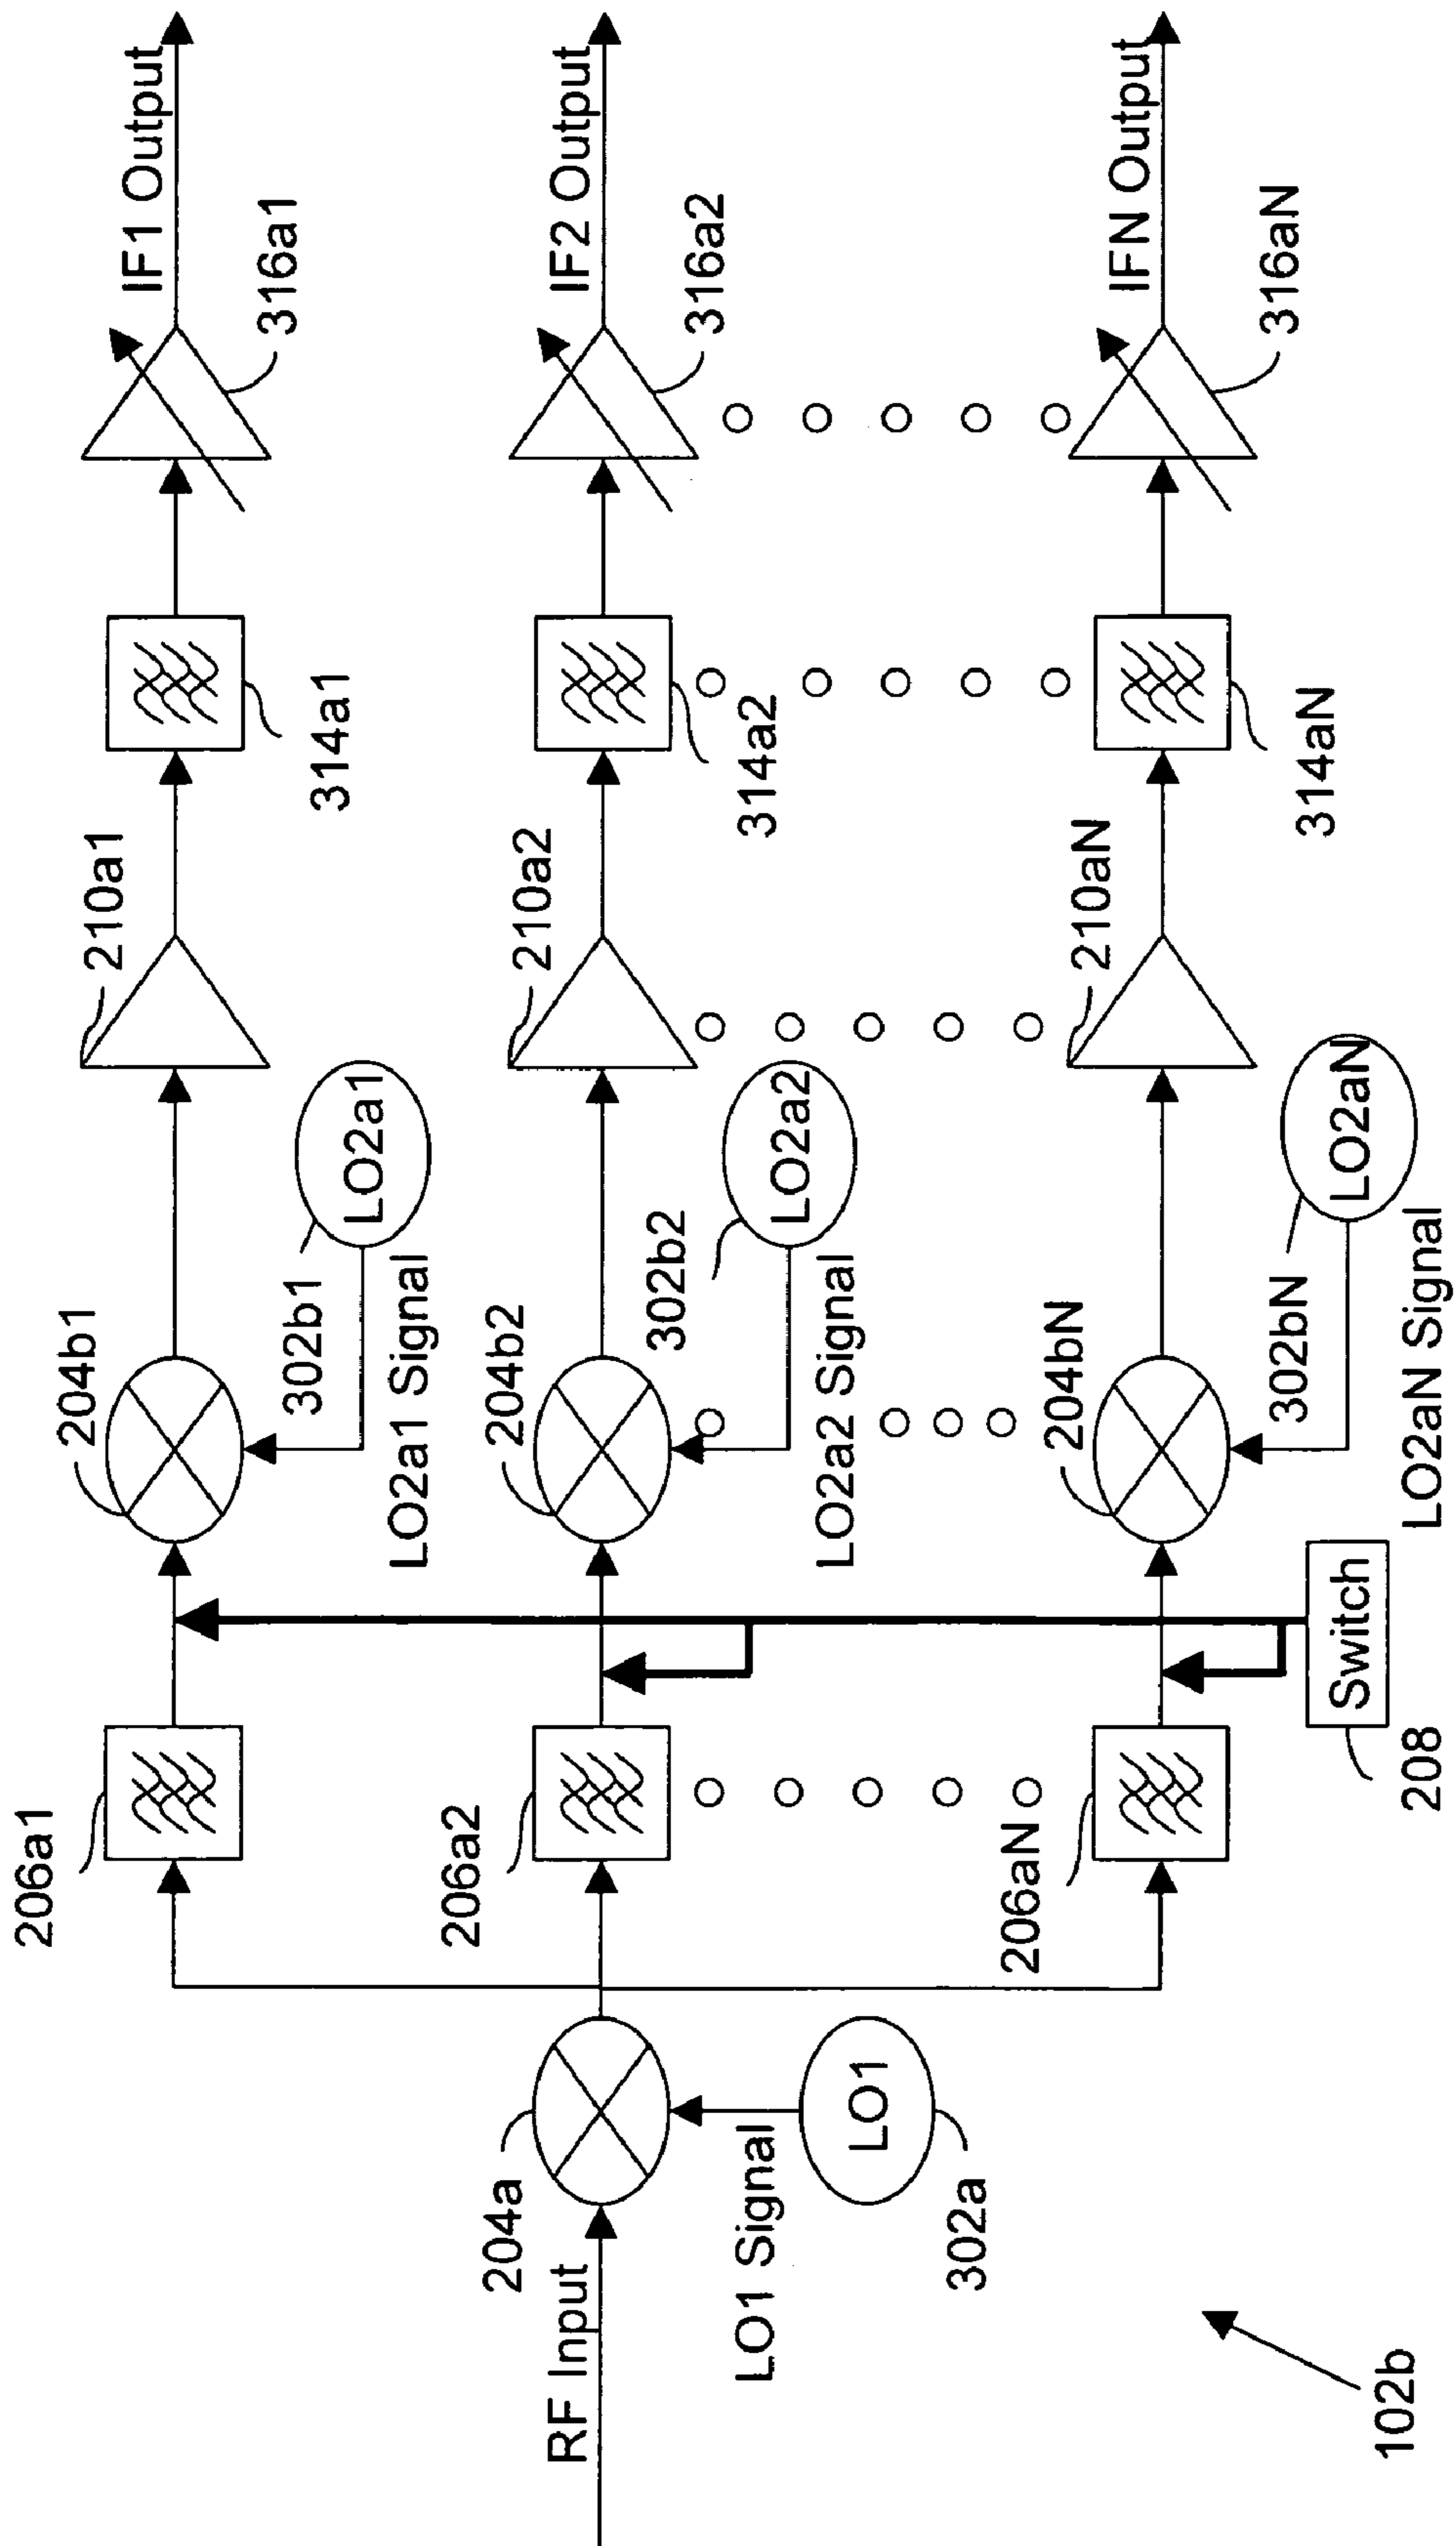 IF1 Output
316a1
314a1
210a1
LO2a1
302b1
LO2a1 Signal
204b1
206a1
IF2 Output
316a2
314a2
210a2
LO2a2
302b2
LO2a2 Signal
204b2
206a2
204a
RF Input
LO1 Signal
LO1
302a
IFN Output
316aN
314aN
210aN
LO2aN
302bN
LO2aN Signal
204bN
206aN
Switch
208
102b